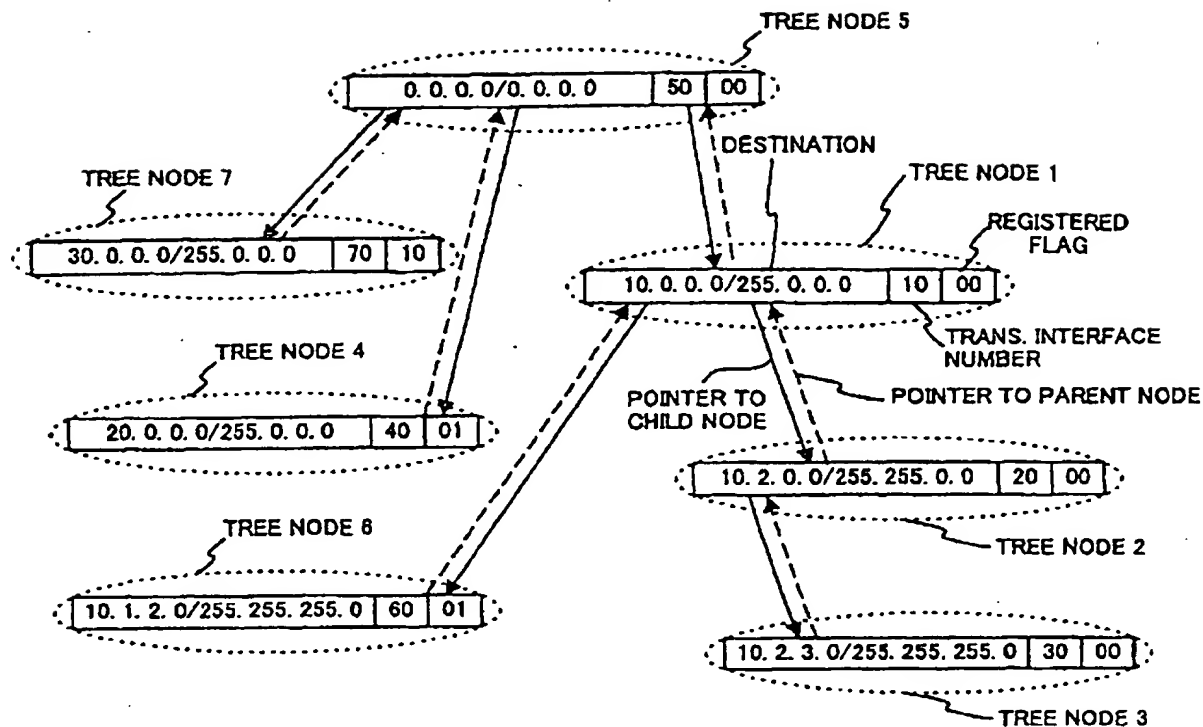 TREE NODE 5
0. 0. 0. 0/0. 0. 0. 0 50 00
DESTINATION
TREE NODE 7
TREE NODE 1
30. 0. 0. 0/255. 0. 0. 0 70 10
REGISTERED
FLAG
10. 0. 0. 0/255. 0. 0. 0 10 00
TREE NODE 4
TRANS. INTERFACE
NUMBER
POINTER TO
CHILD NODE
POINTER TO PARENT NODE
20. 0. 0. 0/255. 0. 0. 0 40 01
10. 2. 0. 0/255. 255. 0. 0 20 00
TREE NODE 6
TREE NODE 2
10. 1. 2. 0/255. 255. 255. 0 60 01
10. 2. 3. 0/255. 255. 255. 0 30 00
TREE NODE 3